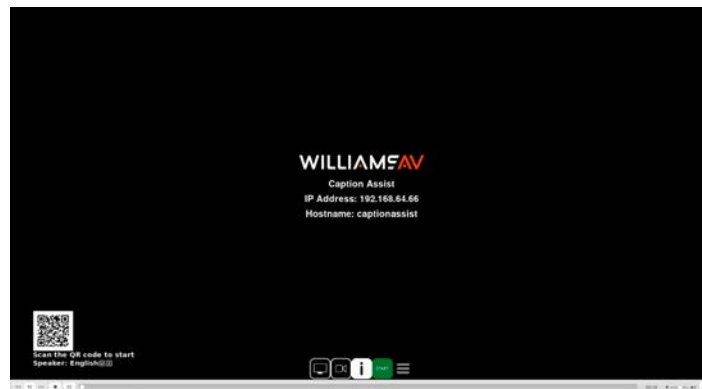 WILLIAMSAV
Caption Assist
IP Address: 192.168.64.66
Hostname: captionassist
Scan the QR code to start
Speaker: English
START